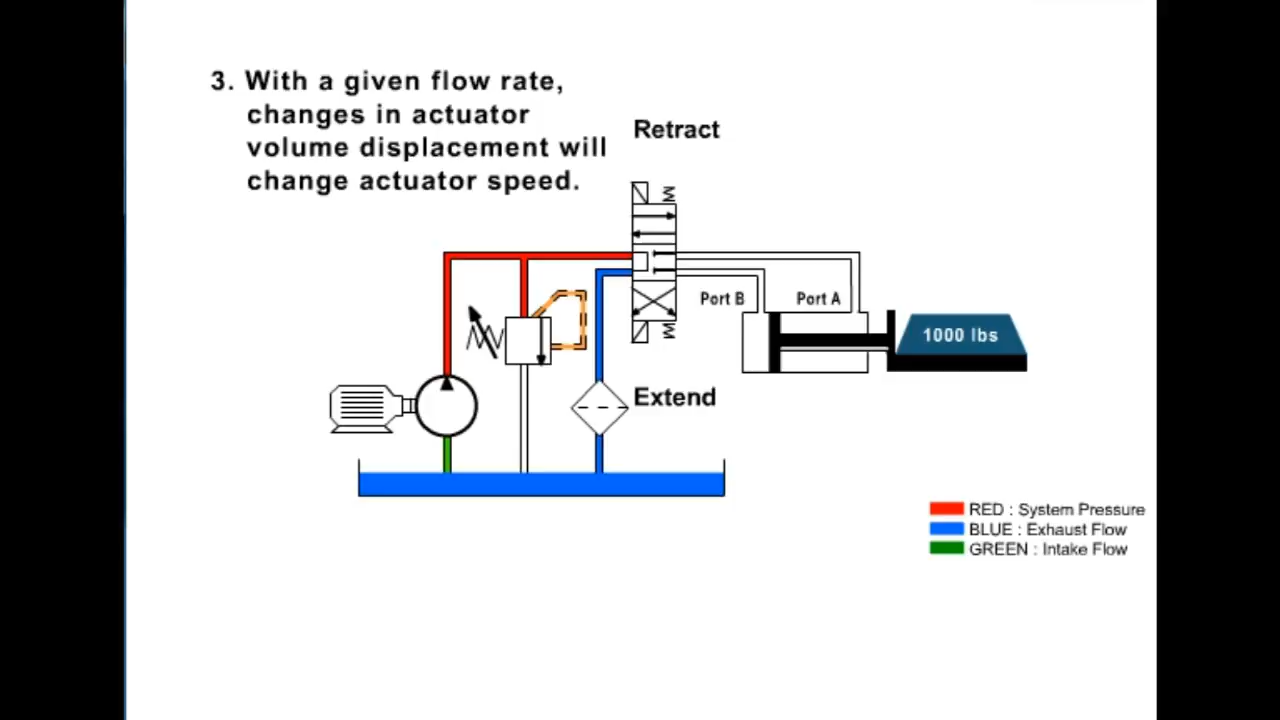 3. With a given flow rate,
changes in actuator
volume displacement will
change actuator speed.
Retract
Port B
Port A
1000 lbs
Extend
RED : System Pressure
BLUE : Exhaust Flow
GREEN : Intake Flow